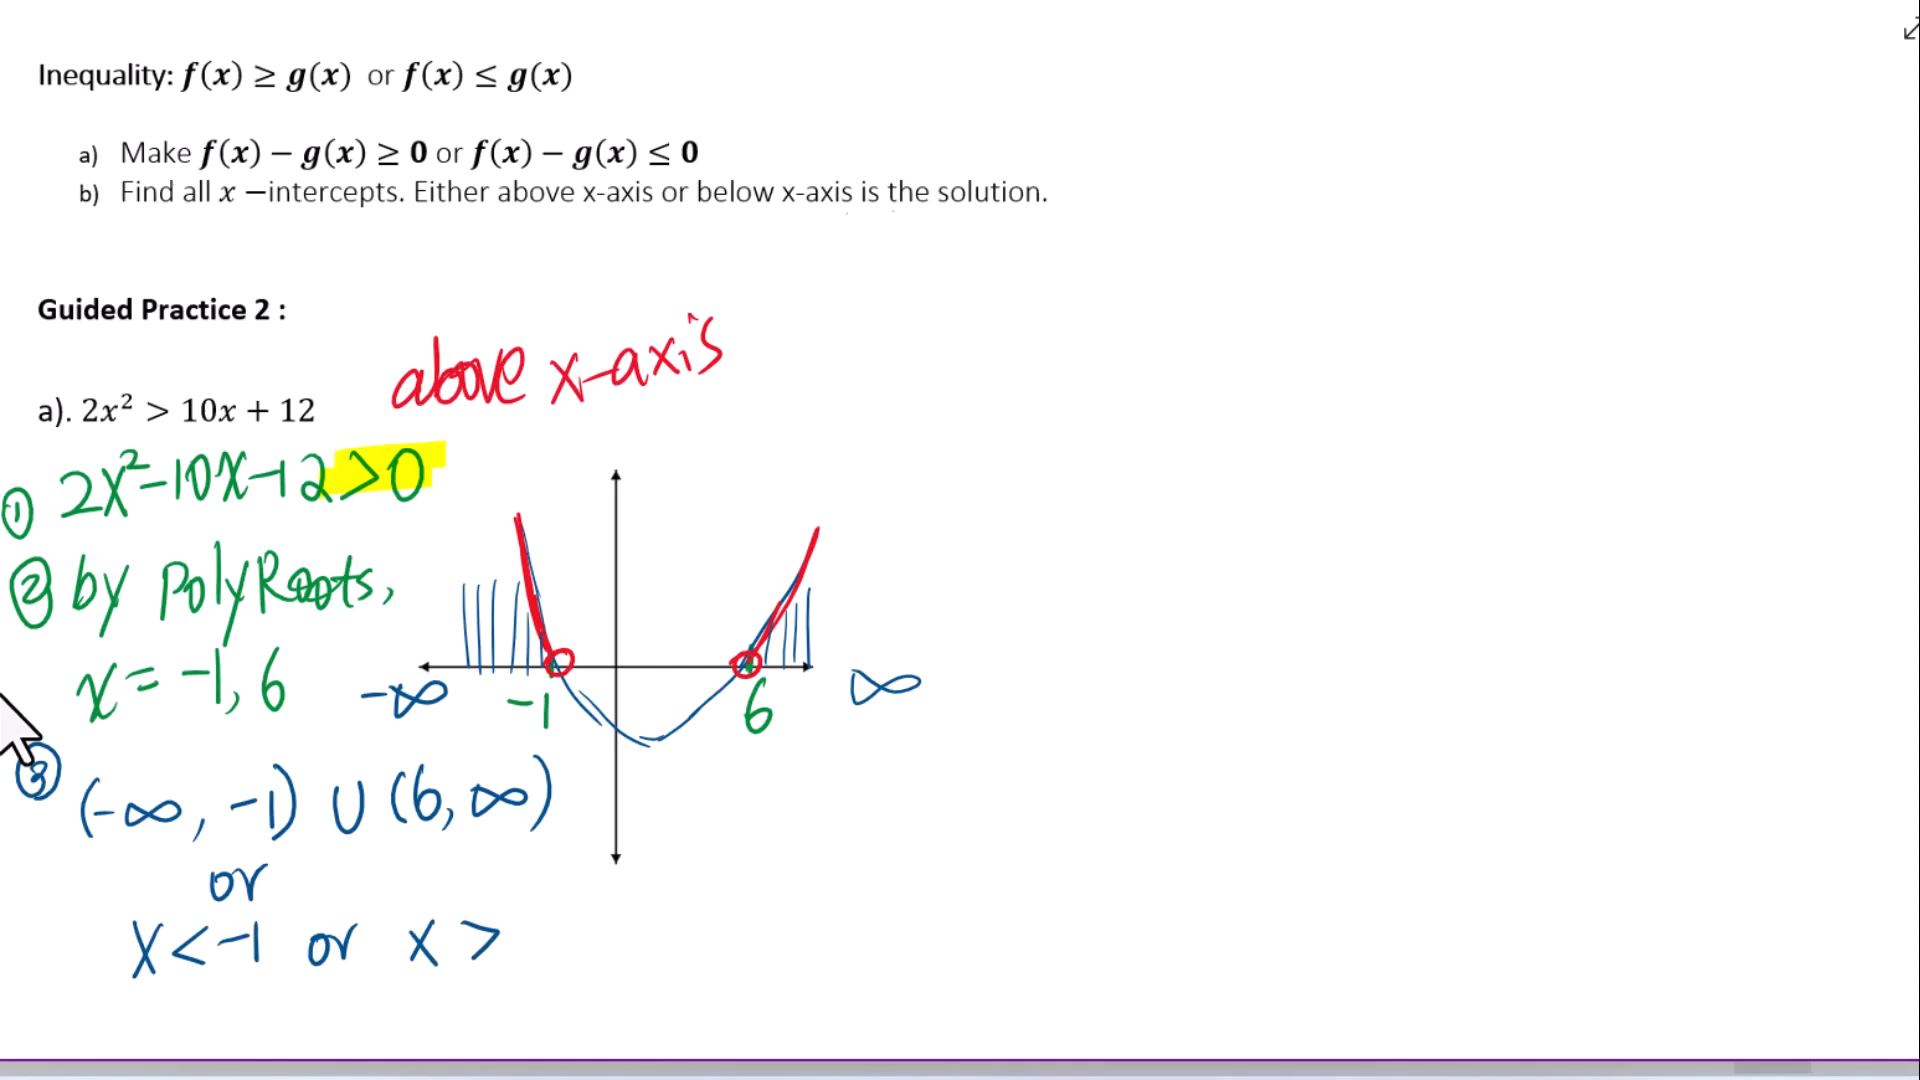 Inequality: f(x) ≥ g(x) or f(x) ≤ g(x)
a) Make f(x) − g(x) ≥ 0 or f(x) − g(x) ≤ 0
b) Find all x −intercepts. Either above x-axis or below x-axis is the solution.
Guided Practice 2 :
above x-axis
a). 2x² > 10x + 12
① 2x²-10x-12>0
② by PolyRoots,
x = -1, 6
-∞ -1 6 ∞
③ (-∞, -1) ∪ (6, ∞)
or
x < -1 or x >